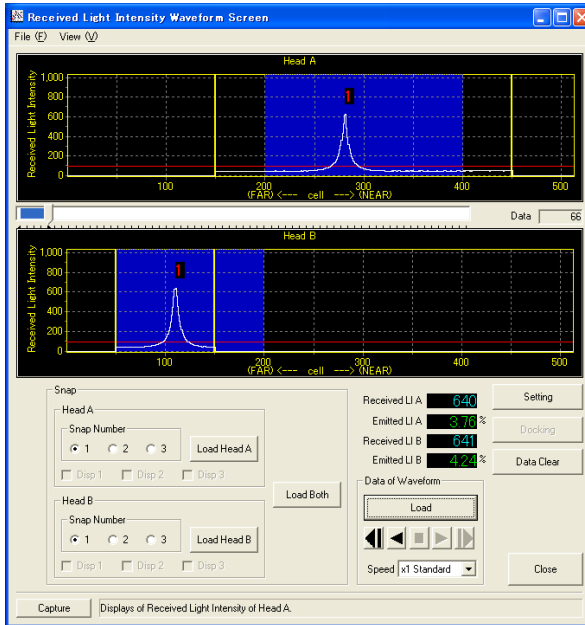 Received Light Intensity Waveform Screen
File (F) View (V)
Head A
Received Light Intensity
1,000
800
600
400
200
0
1
100 200 300 400 500
(FAR) <--- cell ---> (NEAR)
Data 66
Head B
Received Light Intensity
1,000
800
600
400
200
0
1
100 200 300 400 500
(FAR) <--- cell ---> (NEAR)
Snap
Head A
Snap Number
1 2 3
Load Head A
Disp 1 Disp 2 Disp 3
Head B
Snap Number
1 2 3
Load Head B
Disp 1 Disp 2 Disp 3
Load Both
Received LI A 640
Emitted LI A 3.76 %
Received LI B 641
Emitted LI B 4.24 %
Data of Waveform
Load
Speed x1 Standard
Setting
Docking
Data Clear
Close
Capture Displays of Received Light Intensity of Head A.